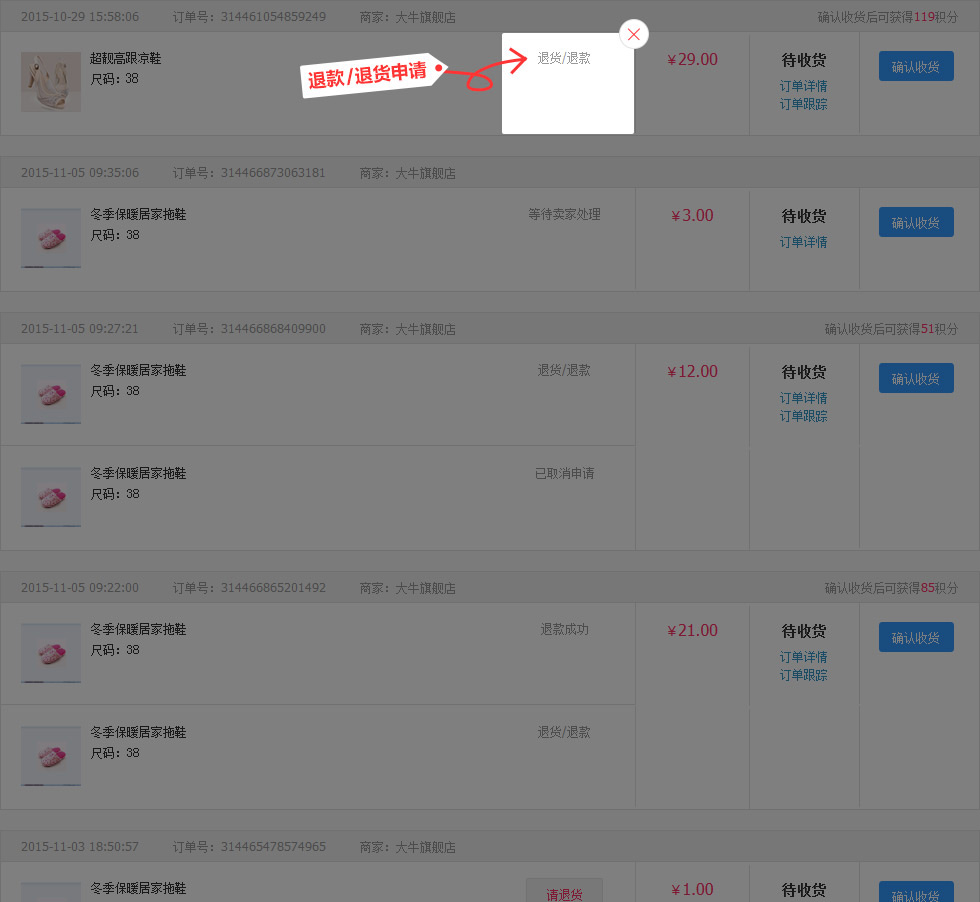 2015-10-29 15:58:06 订单号：314461054859249 商家：大牛旗舰店 确认收货后可获得119积分
超靓高跟凉鞋
尺码：38
退款/退货申请
退货/退款
￥29.00
待收货
订单详情
订单跟踪
确认收货
2015-11-05 09:35:06 订单号：314466873063181 商家：大牛旗舰店
冬季保暖居家拖鞋
尺码：38
等待卖家处理
￥3.00
待收货
订单详情
确认收货
2015-11-05 09:27:21 订单号：314466868409900 商家：大牛旗舰店 确认收货后可获得51积分
冬季保暖居家拖鞋
尺码：38
退货/退款
￥12.00
待收货
订单详情
订单跟踪
确认收货
冬季保暖居家拖鞋
尺码：38
已取消申请
2015-11-05 09:22:00 订单号：314466865201492 商家：大牛旗舰店 确认收货后可获得85积分
冬季保暖居家拖鞋
尺码：38
退款成功
￥21.00
待收货
订单详情
订单跟踪
确认收货
冬季保暖居家拖鞋
尺码：38
退货/退款
2015-11-03 18:50:57 订单号：314465478574965 商家：大牛旗舰店
冬季保暖居家拖鞋
请退货
￥1.00
待收货
确认收货